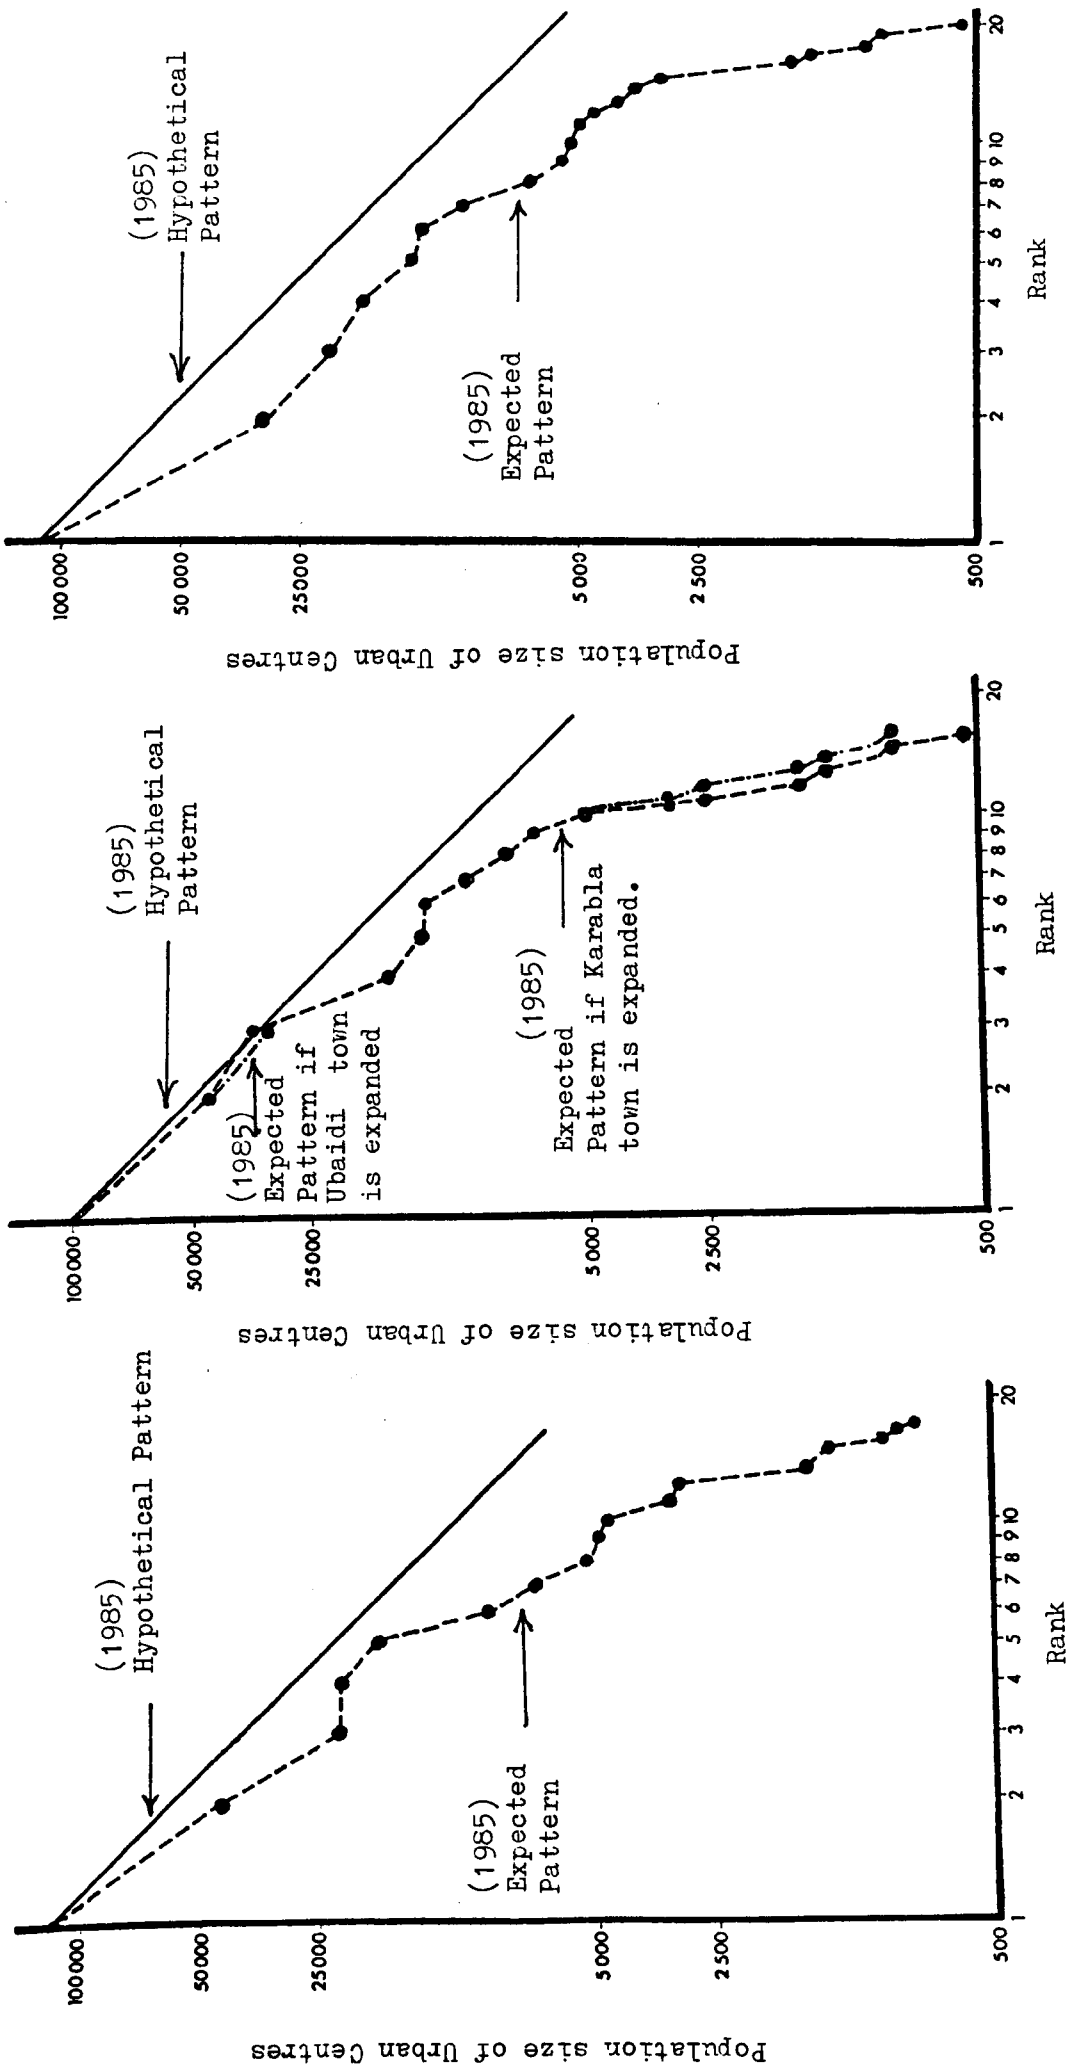 Population size of Urban Centres
100000
50000
25000
5000
2500
500
(1985)
Hypothetical Pattern
(1985)
Expected
Pattern
1
2
3
4
5
6
7
8
9
10
20
Rank
Population size of Urban Centres
100000
50000
25000
5000
2500
500
(1985)
Hypothetical
Pattern
(1985)
Expected
Pattern if
Ubaidi town
is expanded
(1985)
Expected
Pattern if Karabla
town is expanded.
1
2
3
4
5
6
7
8
9
10
20
Rank
Population size of Urban Centres
100000
50000
25000
5000
2500
500
(1985)
Hypothetical
Pattern
(1985)
Expected
Pattern
1
2
3
4
5
6
7
8
9
10
20
Rank